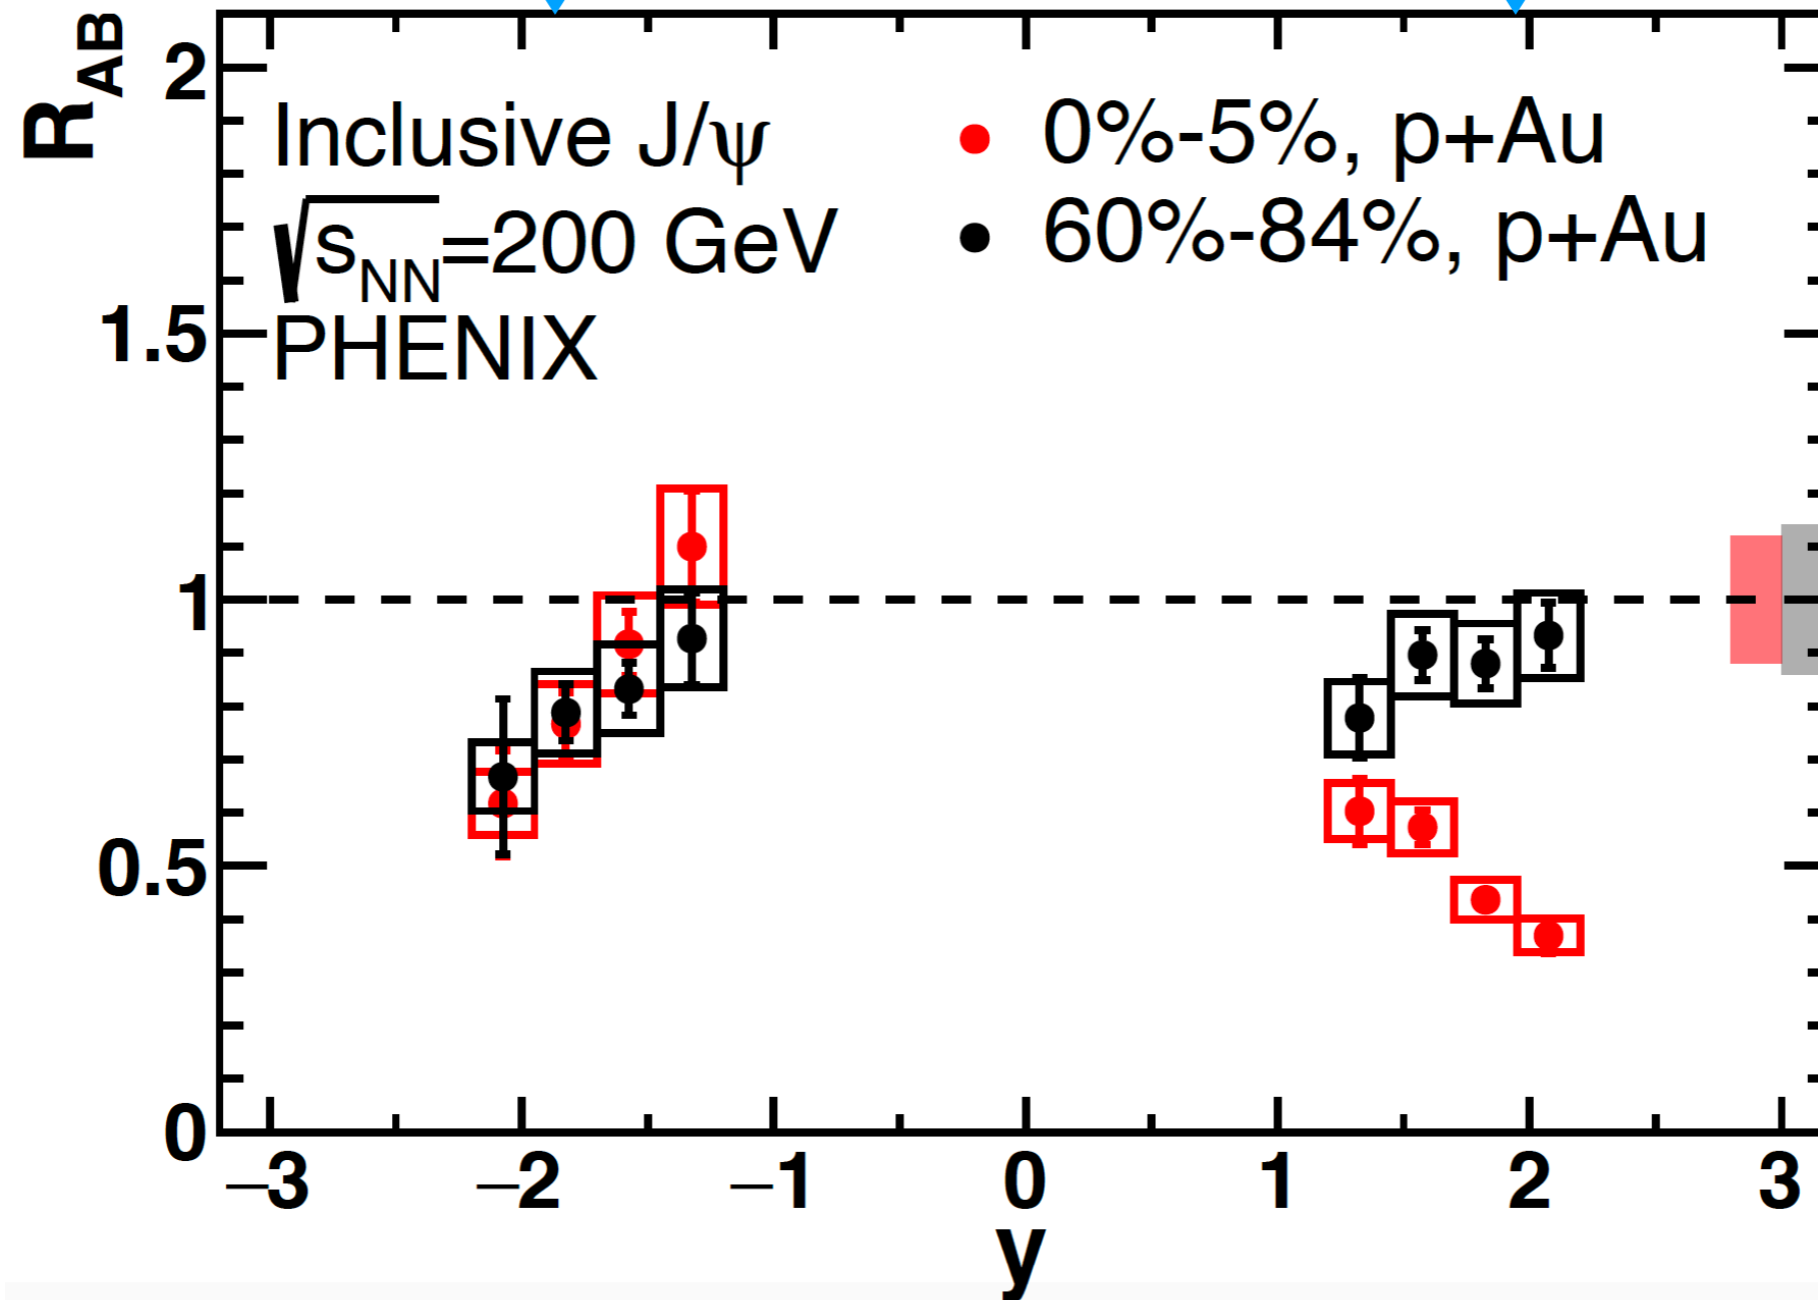 R_AB
Inclusive J/ψ
√s_NN=200 GeV
PHENIX
0%-5%, p+Au
60%-84%, p+Au
2
1.5
1
0.5
0
−3 −2 −1 0 1 2 3
y